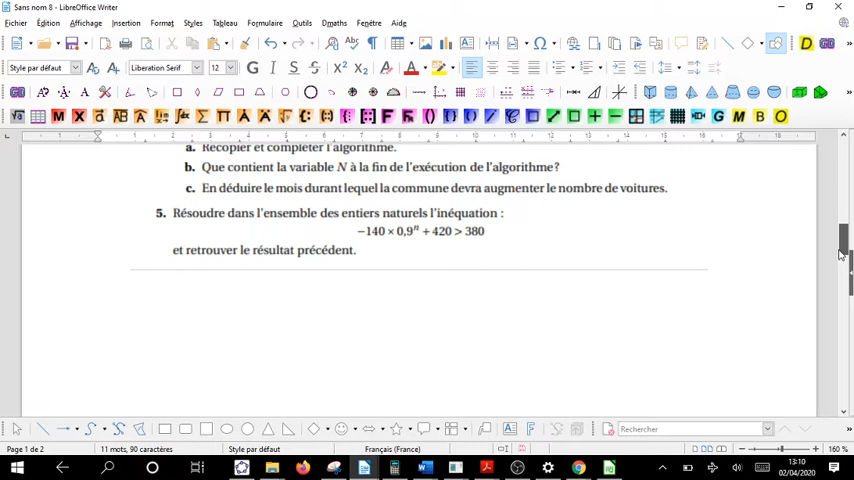 Sans nom 8 - LibreOffice Writer
Fichier Édition Affichage Insertion Format Styles Tableau Formulaire Outils Dmaths Fenêtre Aide
Style par défaut Liberation Serif 12
a. Recopier et compléter l'algorithme.
b. Que contient la variable N à la fin de l'exécution de l'algorithme ?
c. En déduire le mois durant lequel la commune devra augmenter le nombre de voitures.
5. Résoudre dans l'ensemble des entiers naturels l'inéquation :
−140 × 0,9ⁿ + 420 > 380
et retrouver le résultat précédent.
Rechercher
Page 1 de 2 11 mots, 90 caractères Style par défaut Français (France) 160 %
13:10
02/04/2020